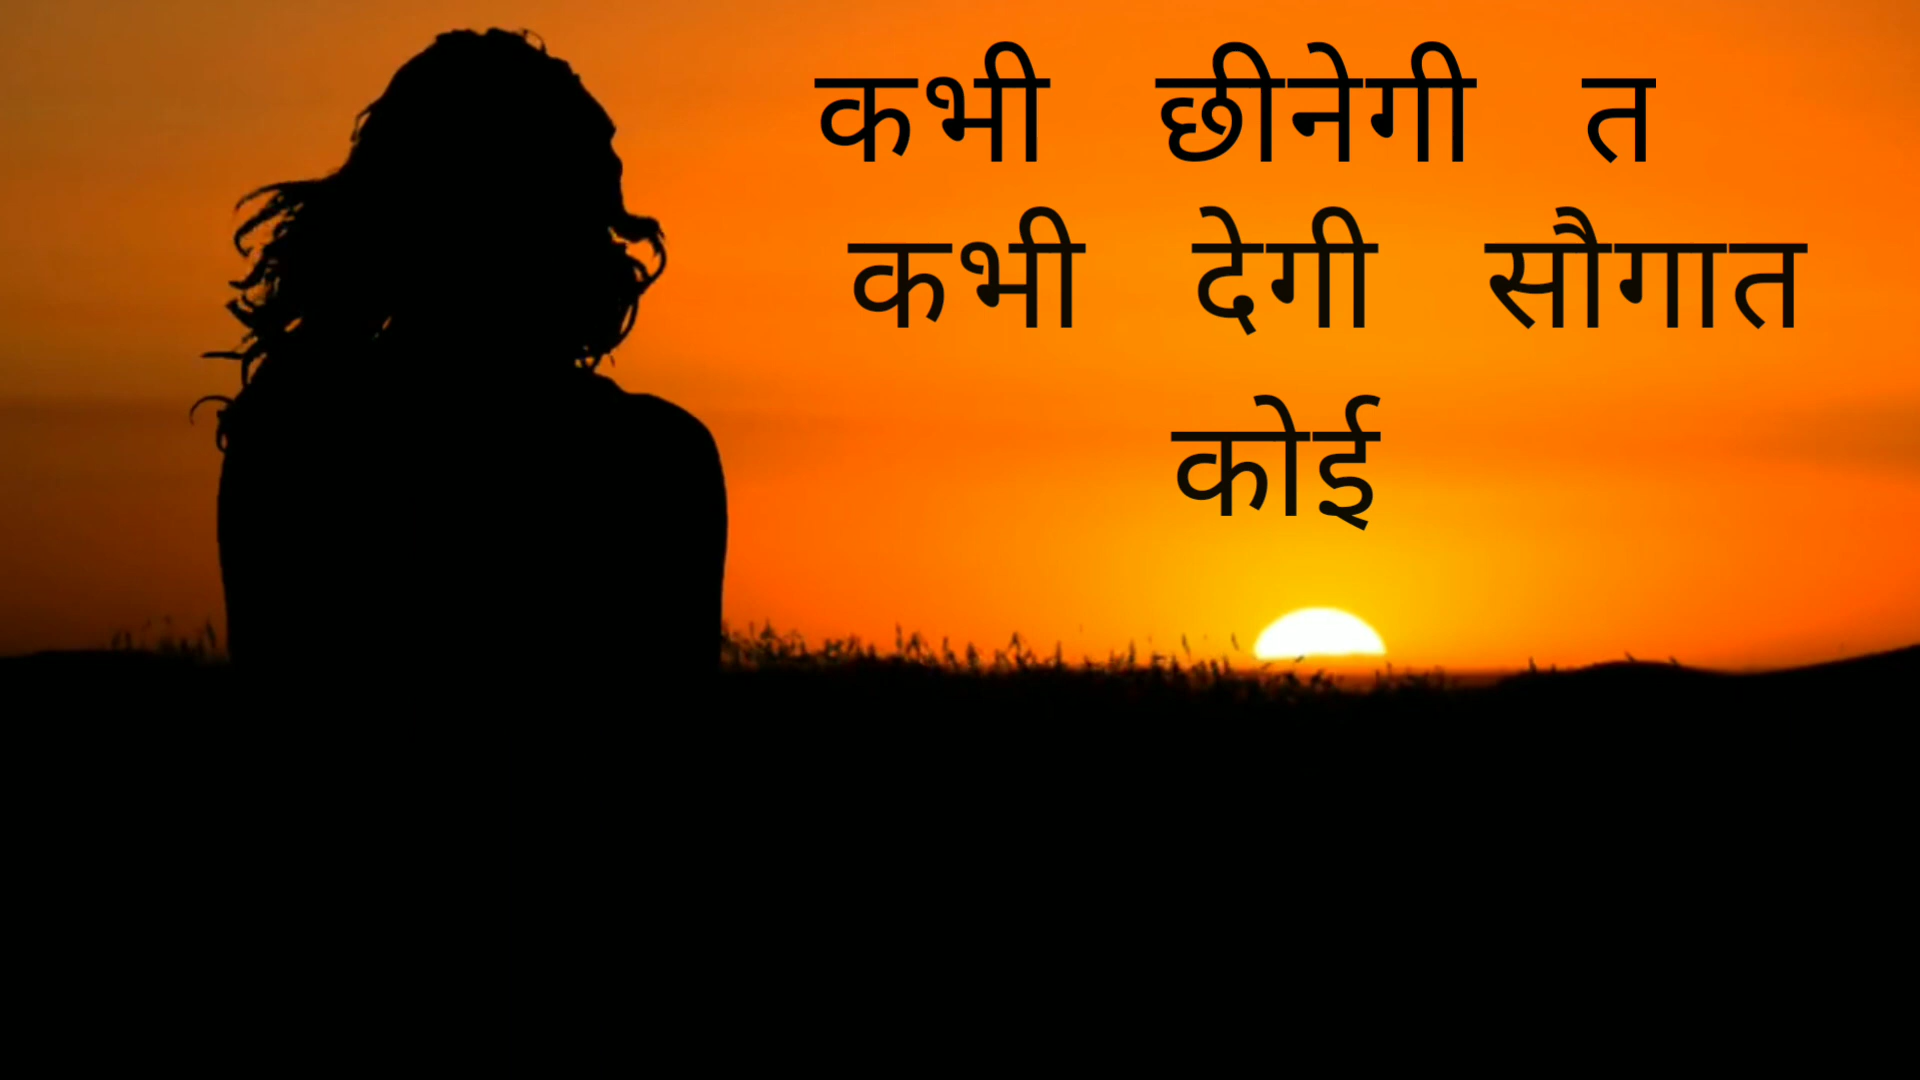 कभी छीनेगी त
कभी देगी सौगात
कोई